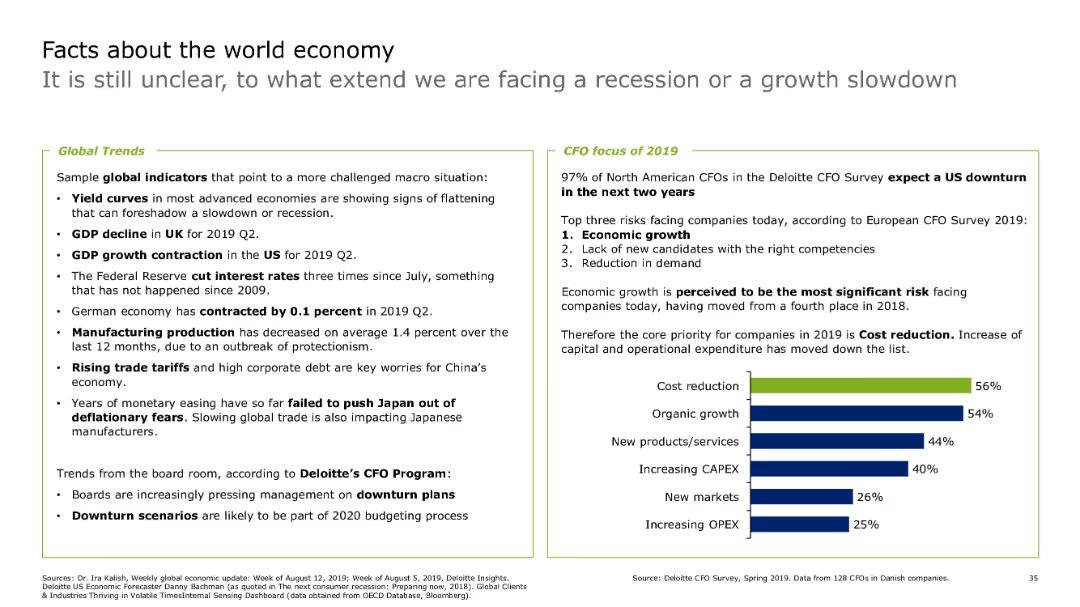 Facts about the world economy
It is still unclear, to what extend we are facing a recession or a growth slowdown
Global Trends
Sample global indicators that point to a more challenged macro situation:
• Yield curves in most advanced economies are showing signs of flattening
that can foreshadow a slowdown or recession.
• GDP decline in UK for 2019 Q2.
• GDP growth contraction in the US for 2019 Q2.
• The Federal Reserve cut interest rates three times since July, something
that has not happened since 2009.
• German economy has contracted by 0.1 percent in 2019 Q2.
• Manufacturing production has decreased on average 1.4 percent over the
last 12 months, due to an outbreak of protectionism.
• Rising trade tariffs and high corporate debt are key worries for China's
economy.
• Years of monetary easing have so far failed to push Japan out of
deflationary fears. Slowing global trade is also impacting Japanese
manufacturers.
Trends from the board room, according to Deloitte's CFO Program:
• Boards are increasingly pressing management on downturn plans
• Downturn scenarios are likely to be part of 2020 budgeting process
CFO focus of 2019
97% of North American CFOs in the Deloitte CFO Survey expect a US downturn
in the next two years
Top three risks facing companies today, according to European CFO Survey 2019:
1. Economic growth
2. Lack of new candidates with the right competencies
3. Reduction in demand
Economic growth is perceived to be the most significant risk facing
companies today, having moved from a fourth place in 2018.
Therefore the core priority for companies in 2019 is Cost reduction. Increase of
capital and operational expenditure has moved down the list.
Cost reduction 56%
Organic growth 54%
New products/services 44%
Increasing CAPEX 40%
New markets 26%
Increasing OPEX 25%
Sources: Dr. Ira Kalish, Weekly global economic update: Week of August 12, 2019; Week of August 5, 2019, Deloitte Insights.
Deloitte US Economic Forecaster Danny Bachman (as quoted in The next consumer recession: Preparing now, 2018). Global Clients
& Industries Thriving in Volatile TimesInternal Sensing Dashboard (data obtained from OECD Database, Bloomberg).
Source: Deloitte CFO Survey, Spring 2019. Data from 128 CFOs in Danish companies.
35